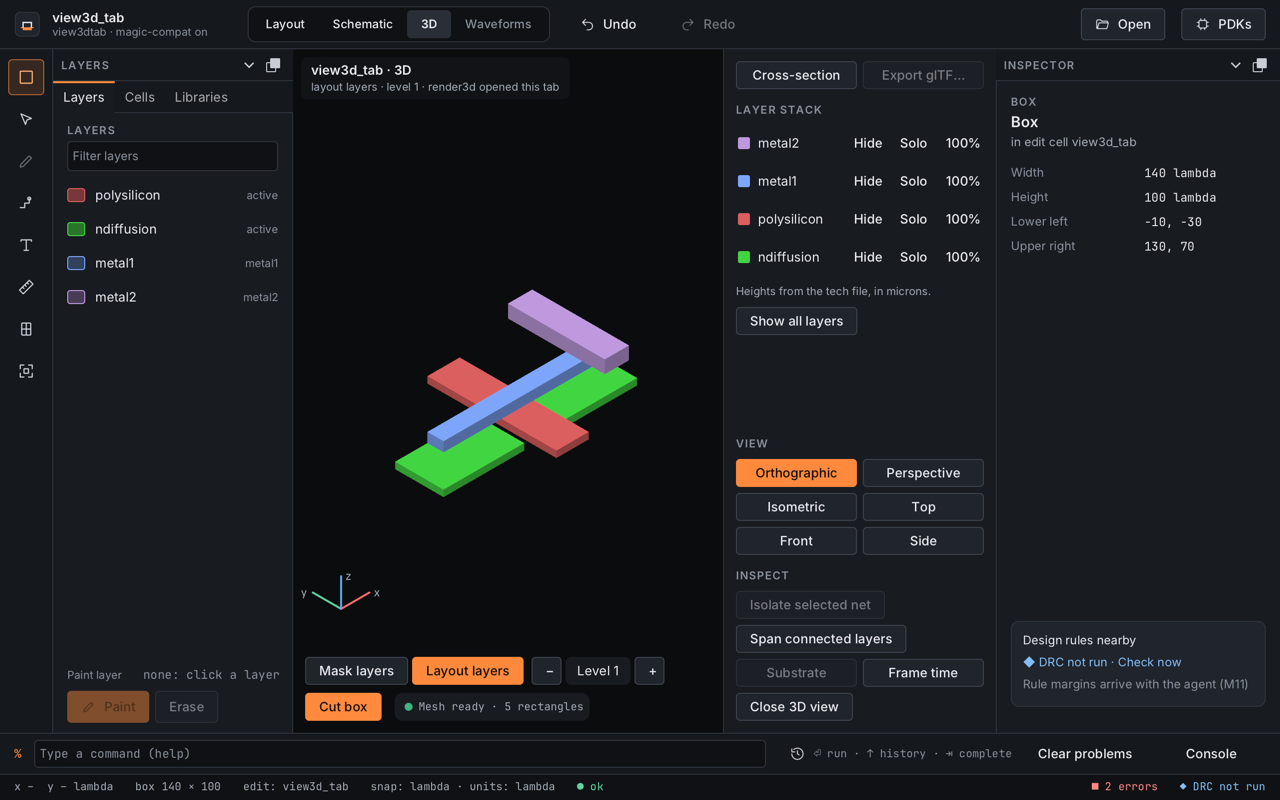 view3d_tab
view3dtab · magic-compat on
Layout Schematic 3D Waveforms
Undo Redo
Open PDKs
LAYERS
Layers Cells Libraries
LAYERS
Filter layers
polysilicon active
ndiffusion active
metal1 metal1
metal2 metal2
Paint layer none: click a layer
Paint Erase
view3d_tab · 3D
layout layers · level 1 · render3d opened this tab
z
y x
Mask layers Layout layers − Level 1 +
Cut box Mesh ready · 5 rectangles
Cross-section Export glTF...
LAYER STACK
metal2 Hide Solo 100%
metal1 Hide Solo 100%
polysilicon Hide Solo 100%
ndiffusion Hide Solo 100%
Heights from the tech file, in microns.
Show all layers
VIEW
Orthographic Perspective
Isometric Top
Front Side
INSPECT
Isolate selected net
Span connected layers
Substrate Frame time
Close 3D view
INSPECTOR
BOX
Box
in edit cell view3d_tab
Width 140 lambda
Height 100 lambda
Lower left -10, -30
Upper right 130, 70
Design rules nearby
DRC not run · Check now
Rule margins arrive with the agent (M11)
% Type a command (help)
⏎ run · ↑ history · ⇥ complete Clear problems Console
x – y – lambda box 140 × 100 edit: view3d_tab snap: lambda · units: lambda ok
2 errors DRC not run